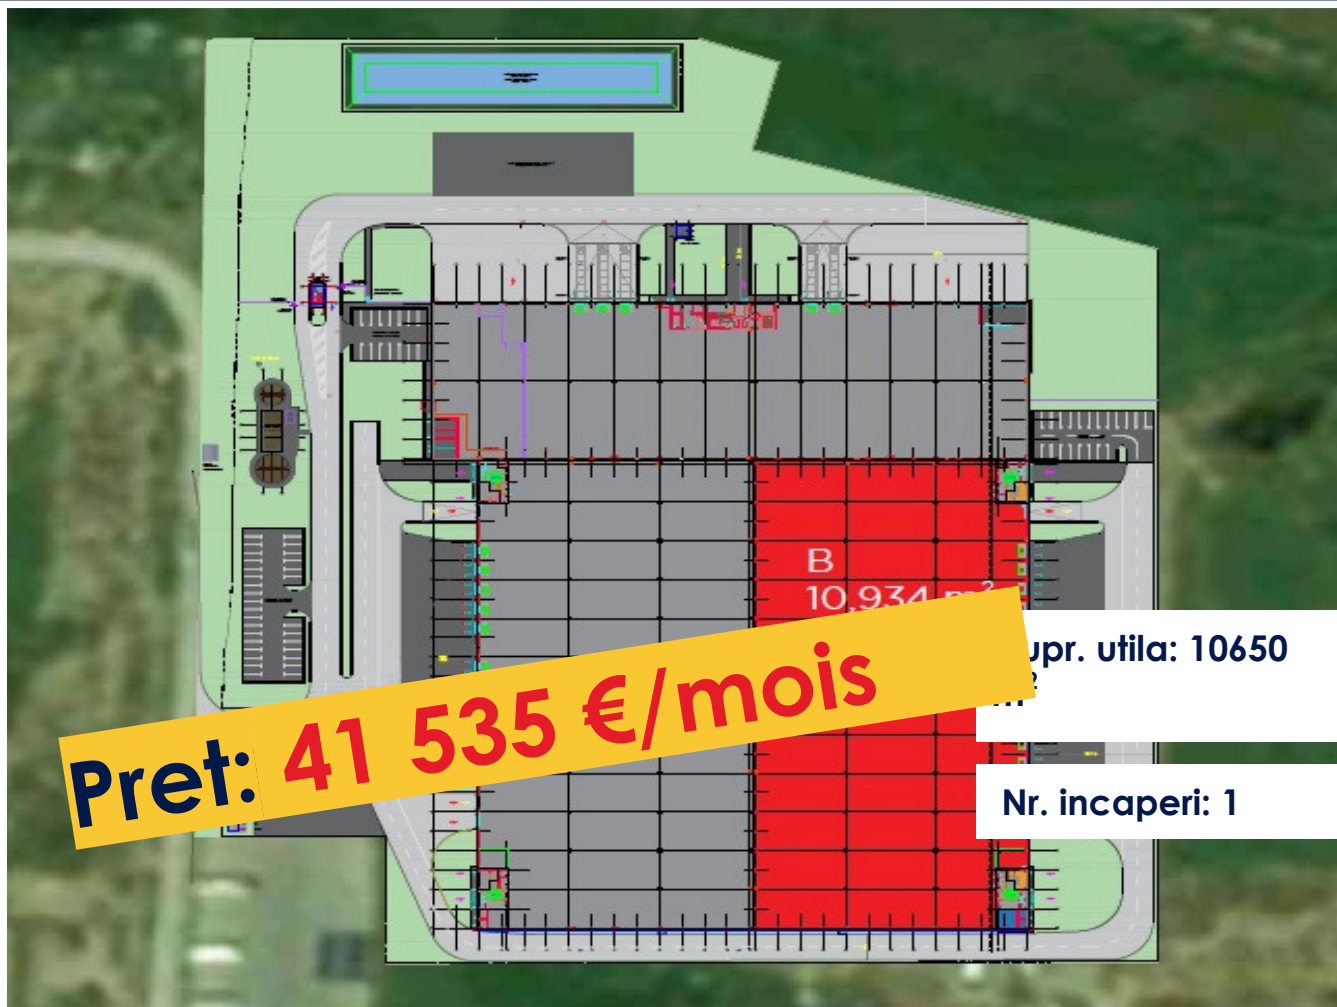 B
10,934 m²
upr. utila: 10650
Pret: 41 535 €/mois
Nr. incaperi: 1